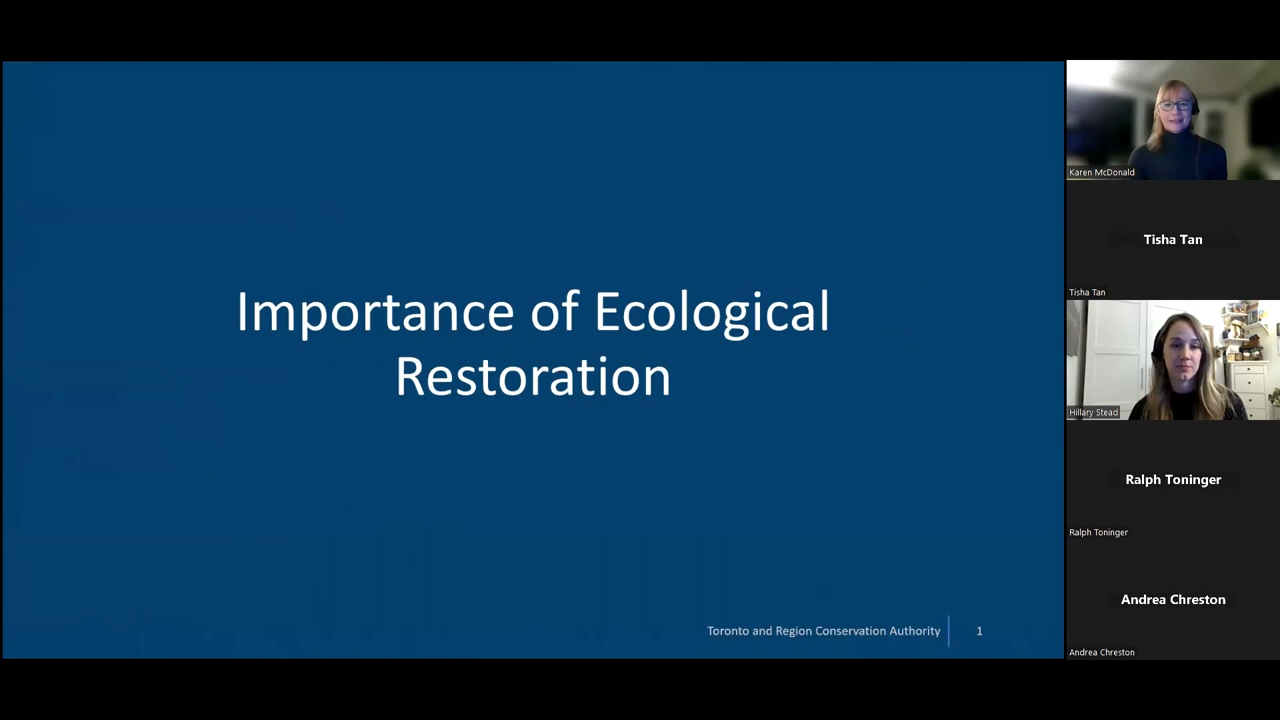 Importance of Ecological
Restoration
Toronto and Region Conservation Authority
1
Karen McDonald
Tisha Tan
Tisha Tan
Hillary Stead
Ralph Toninger
Ralph Toninger
Andrea Chreston
Andrea Chreston